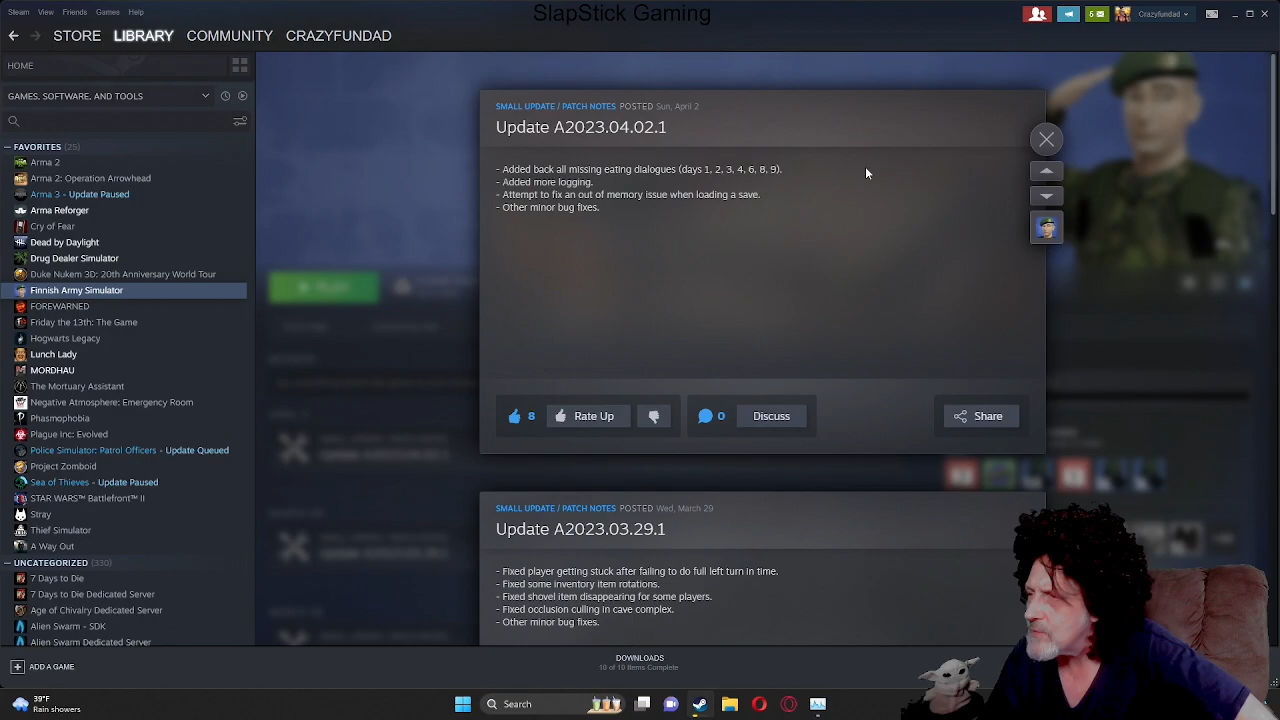 SlapStick Gaming
Steam View Friends Games Help
5
Crazyfundad
STORE LIBRARY COMMUNITY CRAZYFUNDAD
HOME
GAMES, SOFTWARE, AND TOOLS
FAVORITES (25)
Arma 2
Arma 2: Operation Arrowhead
Arma 3 - Update Paused
Arma Reforger
Cry of Fear
Dead by Daylight
Drug Dealer Simulator
Duke Nukem 3D: 20th Anniversary World Tour
Finnish Army Simulator
FOREWARNED
Friday the 13th: The Game
Hogwarts Legacy
Lunch Lady
MORDHAU
The Mortuary Assistant
Negative Atmosphere: Emergency Room
Phasmophobia
Plague Inc: Evolved
Police Simulator: Patrol Officers - Update Queued
Project Zomboid
Sea of Thieves - Update Paused
STAR WARS™ Battlefront™ II
Stray
Thief Simulator
A Way Out
UNCATEGORIZED (330)
7 Days to Die
7 Days to Die Dedicated Server
Age of Chivalry Dedicated Server
Alien Swarm - SDK
Alien Swarm Dedicated Server
SMALL UPDATE / PATCH NOTES POSTED Sun, April 2
Update A2023.04.02.1
- Added back all missing eating dialogues (days 1, 2, 3, 4, 6, 8, 9).
- Added more logging.
- Attempt to fix an out of memory issue when loading a save.
- Other minor bug fixes.
8 Rate Up 0 Discuss Share
SMALL UPDATE / PATCH NOTES POSTED Wed, March 29
Update A2023.03.29.1
- Fixed player getting stuck after failing to do full left turn in time.
- Fixed some inventory item rotations.
- Fixed shovel item disappearing for some players.
- Fixed occlusion culling in cave complex.
- Other minor bug fixes.
ADD A GAME
DOWNLOADS
10 of 10 Items Complete
39°F
Rain showers
Search